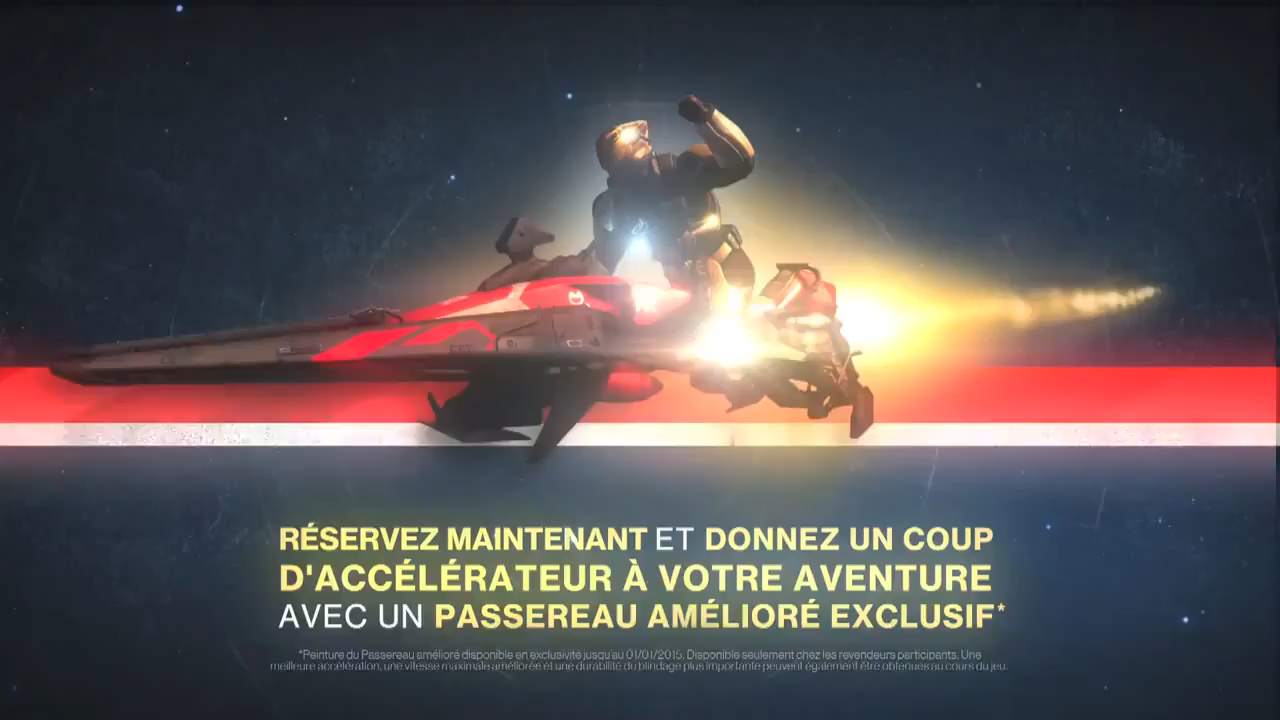 RÉSERVEZ MAINTENANT ET DONNEZ UN COUP
D'ACCÉLÉRATEUR À VOTRE AVENTURE
AVEC UN PASSEREAU AMÉLIORÉ EXCLUSIF*
*Peinture du Passereau amélioré disponible en exclusivité jusqu'au 01/01/2015. Disponible seulement chez les revendeurs participants. Une
meilleure accélération, une vitesse maximale améliorée et une durabilité du blindage plus importante peuvent également être obtenues au cours du jeu.